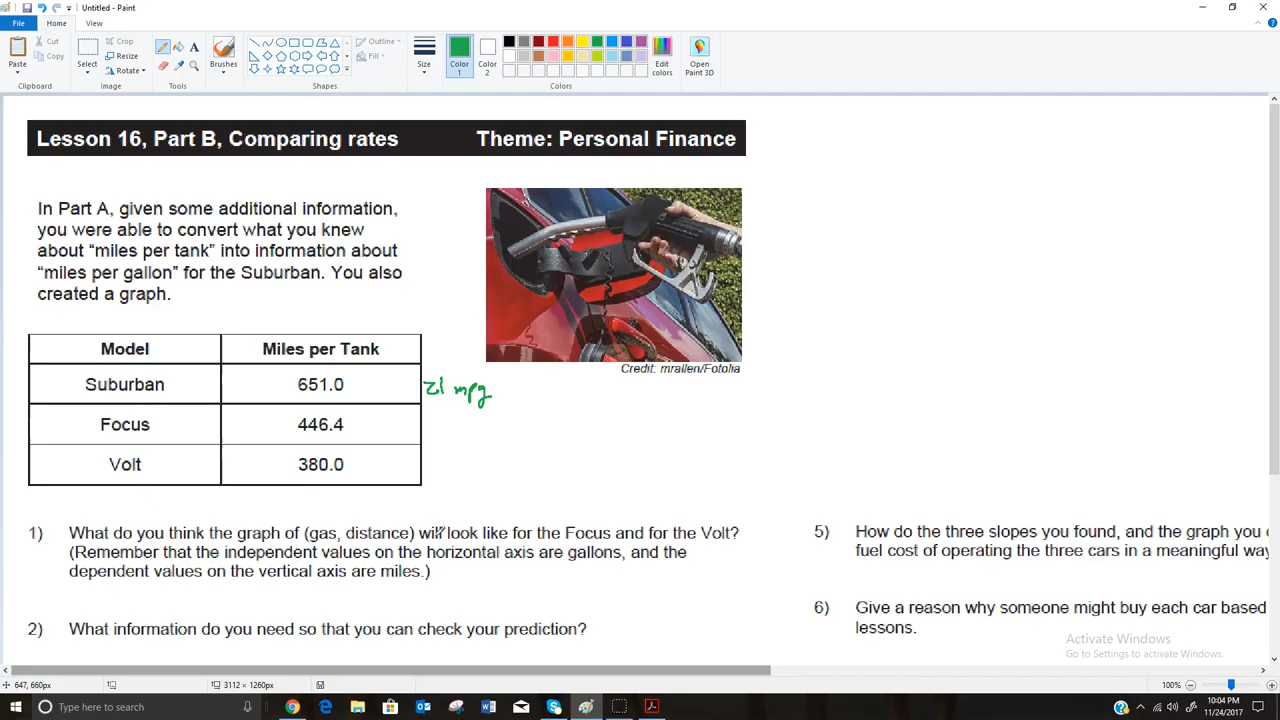 Untitled - Paint
File
Home
View
Paste
Cut
Copy
Clipboard
Select
Crop
Resize
Rotate
Image
Tools
Brushes
Shapes
Outline
Fill
Size
Color 1
Color 2
Colors
Edit colors
Open Paint 3D
Lesson 16, Part B, Comparing rates Theme: Personal Finance
In Part A, given some additional information,
you were able to convert what you knew
about “miles per tank” into information about
“miles per gallon” for the Suburban. You also
created a graph.
Credit: mrallen/Fotolia
Model Miles per Tank
Suburban 651.0 21 mpg
Focus 446.4
Volt 380.0
1) What do you think the graph of (gas, distance) will look like for the Focus and for the Volt?
(Remember that the independent values on the horizontal axis are gallons, and the
dependent values on the vertical axis are miles.)
2) What information do you need so that you can check your prediction?
5) How do the three slopes you found, and the graph you
fuel cost of operating the three cars in a meaningful way
6) Give a reason why someone might buy each car based
lessons.
Activate Windows
Go to Settings to activate Windows.
647, 660px
3112 × 1260px
100%
Type here to search
10:04 PM
11/24/2017